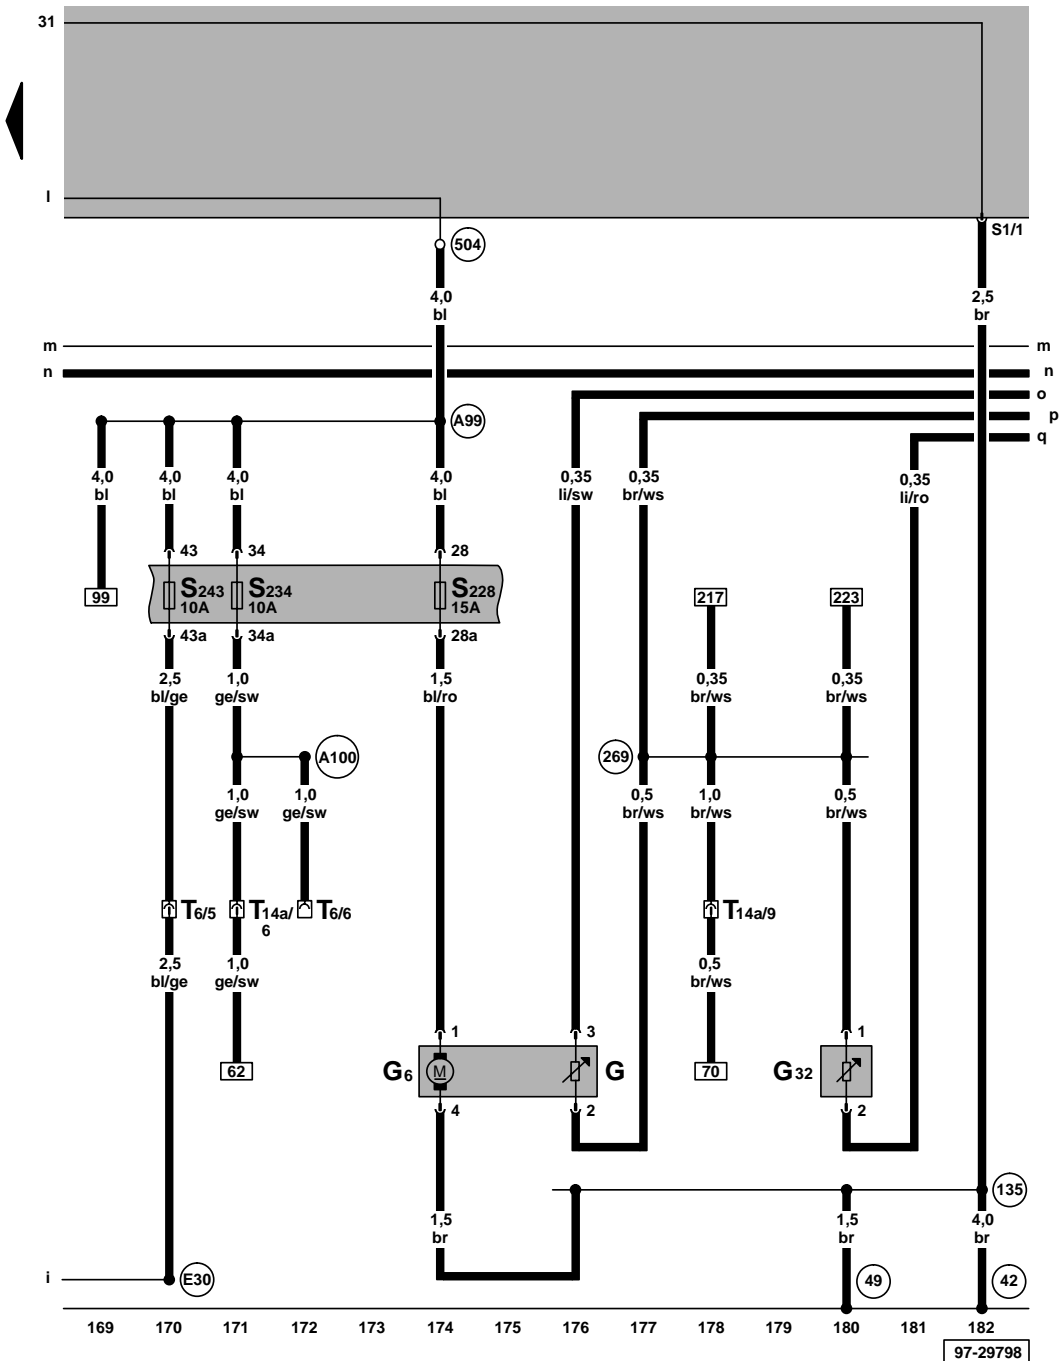 31
l
S1/1
504
4,0 2,5
bl br
m m
n n
o
p
q
A99
4,0 4,0 4,0 4,0 0,35 0,35 0,35
bl bl bl bl li/sw br/ws li/ro
43 34 28
99 S243 S234 S228 217 223
10A 10A 15A
43a 34a 28a
2,5 1,0 1,5 0,35 0,35
bl/ge ge/sw bl/ro br/ws br/ws
A100 269
1,0 1,0 0,5 1,0 0,5
ge/sw ge/sw br/ws br/ws br/ws
T6/5 T14a/ T6/6 T14a/9
6
2,5 1,0 0,5
bl/ge ge/sw br/ws
1 3 1
62 G6 M G 70 G32
4 2 2
135
1,5 1,5 4,0
br br br
i E30 49 42
169 170 171 172 173 174 175 176 177 178 179 180 181 182
97-29798